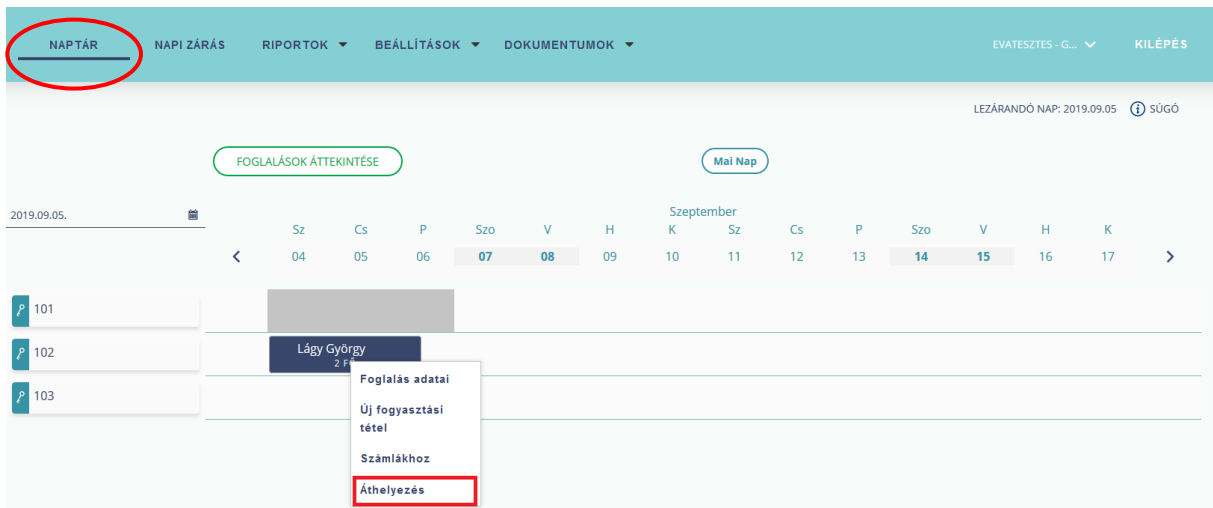 NAPTÁR NAPI ZÁRÁS RIPORTOK BEÁLLÍTÁSOK DOKUMENTUMOK EVATESZTES - G... KILÉPÉS
LEZÁRANDÓ NAP: 2019.09.05 i SÚGÓ
FOGLALÁSOK ÁTTEKINTÉSE Mai Nap
2019.09.05. Szeptember
Sz Cs P Szo V H K Sz Cs P Szo V H K
04 05 06 07 08 09 10 11 12 13 14 15 16 17
101
102 Lágy György
2
Foglalás adatai
103
Új fogyasztási
tétel
Számlákhoz
Áthelyezés